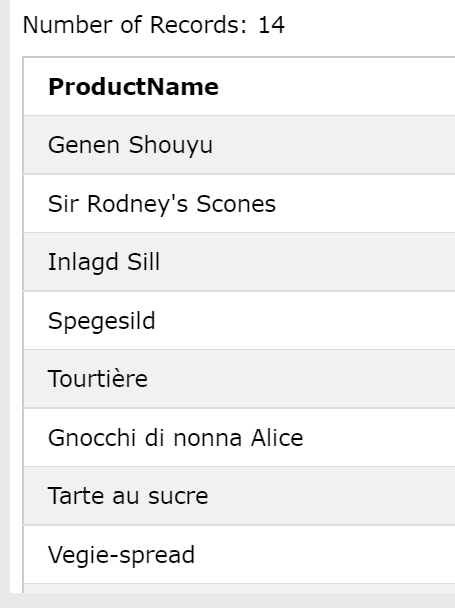 Number of Records: 14
ProductName
Genen Shouyu
Sir Rodney's Scones
Inlagd Sill
Spegesild
Tourtière
Gnocchi di nonna Alice
Tarte au sucre
Vegie-spread